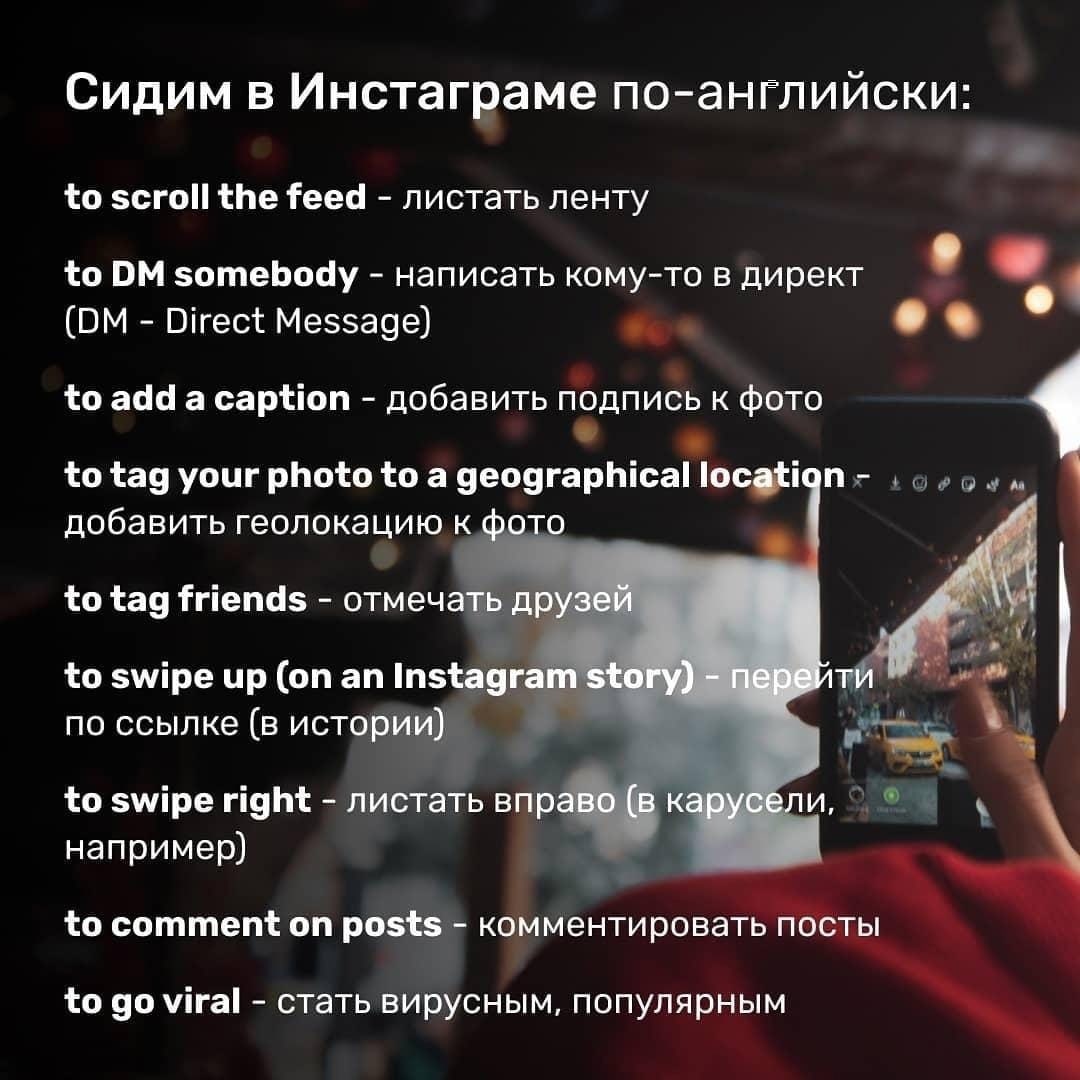 Сидим в Инстаграме по-английски:
to scroll the feed - листать ленту
to DM somebody - написать кому-то в директ
(DM - Direct Message)
to add a caption - добавить подпись к фото
to tag your photo to a geographical location -
добавить геолокацию к фото
to tag friends - отмечать друзей
to swipe up (on an Instagram story) - перейти
по ссылке (в истории)
to swipe right - листать вправо (в карусели,
например)
to comment on posts - комментировать посты
to go viral - стать вирусным, популярным
Aa